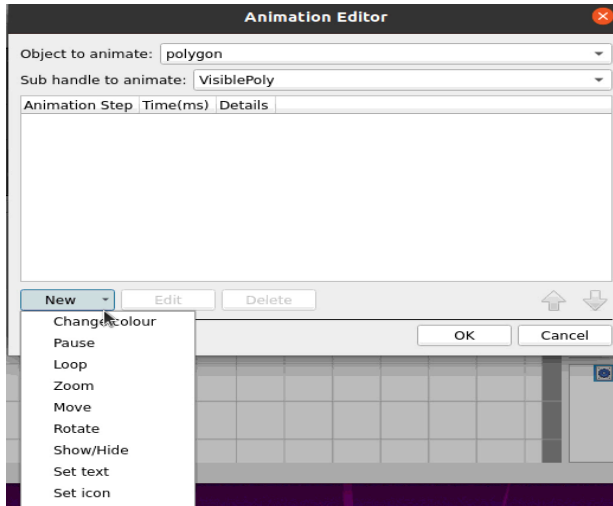 Animation Editor
Object to animate: polygon
Sub handle to animate: VisiblePoly
Animation Step Time(ms) Details
New Edit Delete
Change colour
OK Cancel
Pause
Loop
Zoom
Move
Rotate
Show/Hide
Set text
Set icon